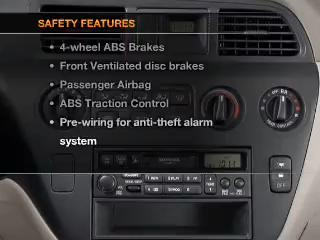 SAFETY FEATURES
• 4-wheel ABS Brakes
• Front Ventilated disc brakes
• Passenger Airbag
• ABS Traction Control
• Pre-wiring for anti-theft alarm
system
OFF